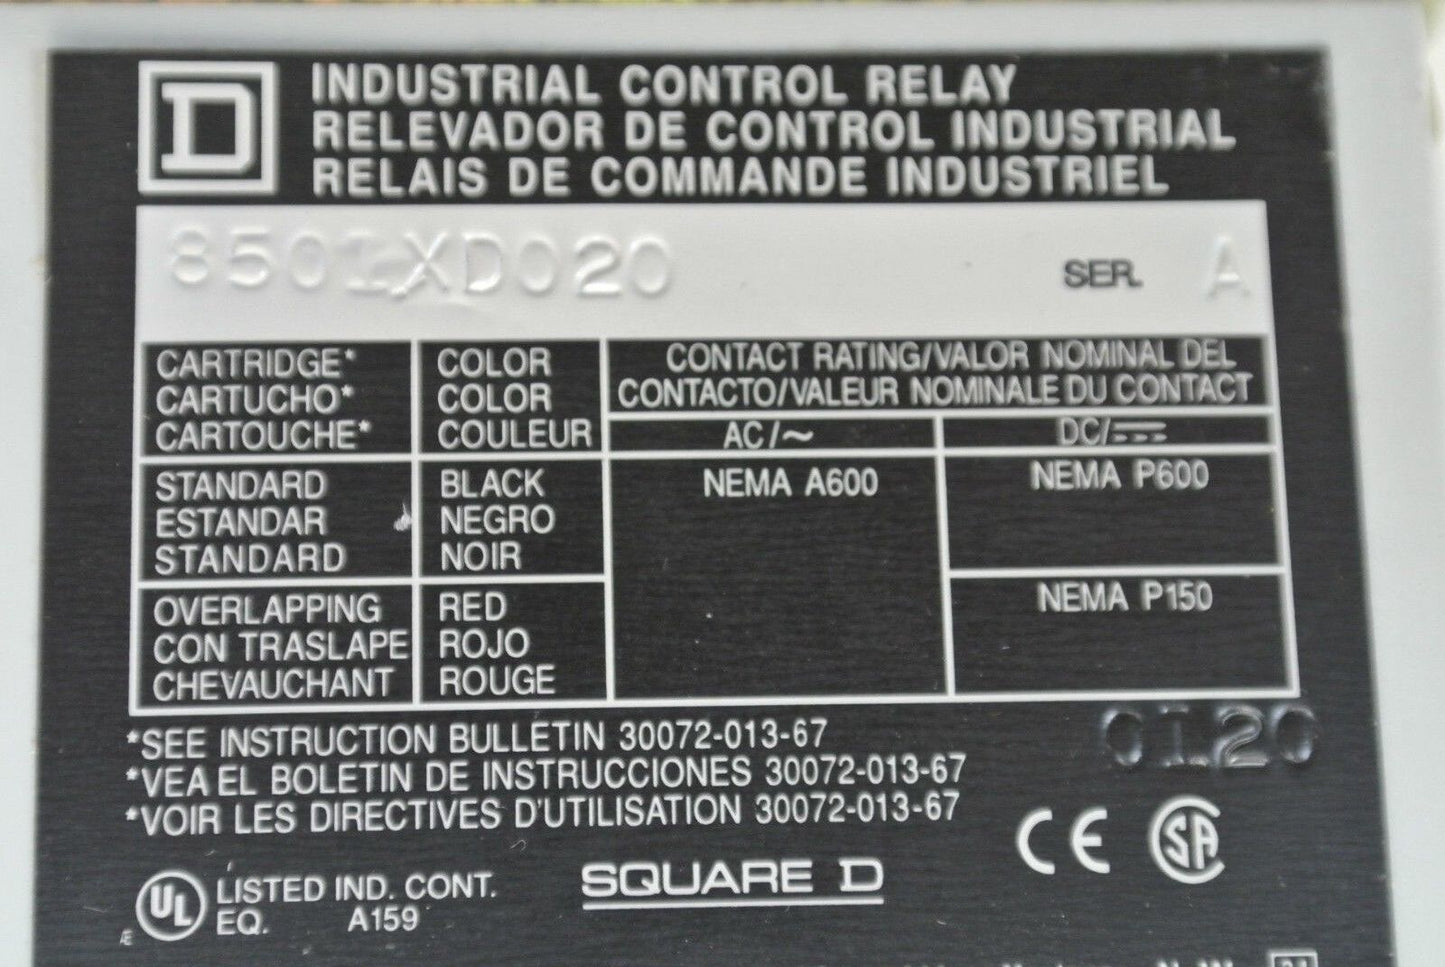 D
INDUSTRIAL CONTROL RELAY
RELEVADOR DE CONTROL INDUSTRIAL
RELAIS DE COMMANDE INDUSTRIEL
8501XDO20 SER. A
CARTRIDGE*
CARTUCHO*
CARTOUCHE*
COLOR
COLOR
COULEUR
CONTACT RATING/VALOR NOMINAL DEL
CONTACTO/VALEUR NOMINALE DU CONTACT
AC/~
DC/⎓
STANDARD
ESTANDAR
STANDARD
BLACK
NEGRO
NOIR
NEMA A600
NEMA P600
OVERLAPPING
CON TRASLAPE
CHEVAUCHANT
RED
ROJO
ROUGE
NEMA P150
*SEE INSTRUCTION BULLETIN 30072-013-67
*VEA EL BOLETIN DE INSTRUCCIONES 30072-013-67
*VOIR LES DIRECTIVES D'UTILISATION 30072-013-67
0120
CE SA
UL LISTED IND. CONT.
EQ. A159
SQUARE D
Æ